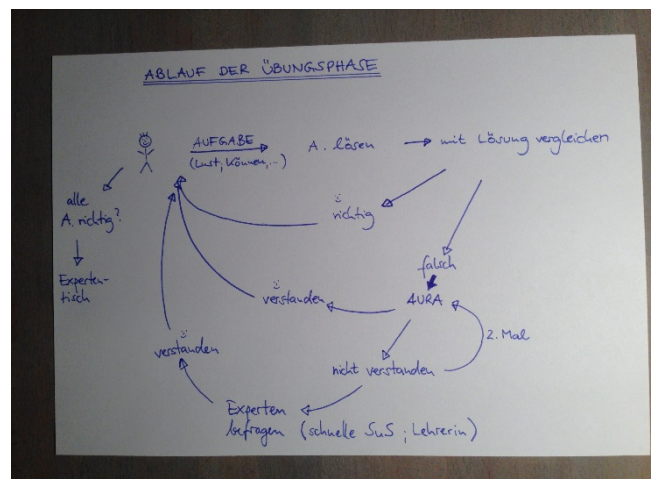 ABLAUF DER ÜBUNGSPHASE
AUFGABE
(Lust, Können,...)
A. lösen
mit Lösung vergleichen
alle
A. richtig?
Experten-
tisch
richtig
falsch
4URA
verstanden
2. Mal
nicht verstanden
verstanden
Experten
befragen (schnelle SuS; Lehrerin)